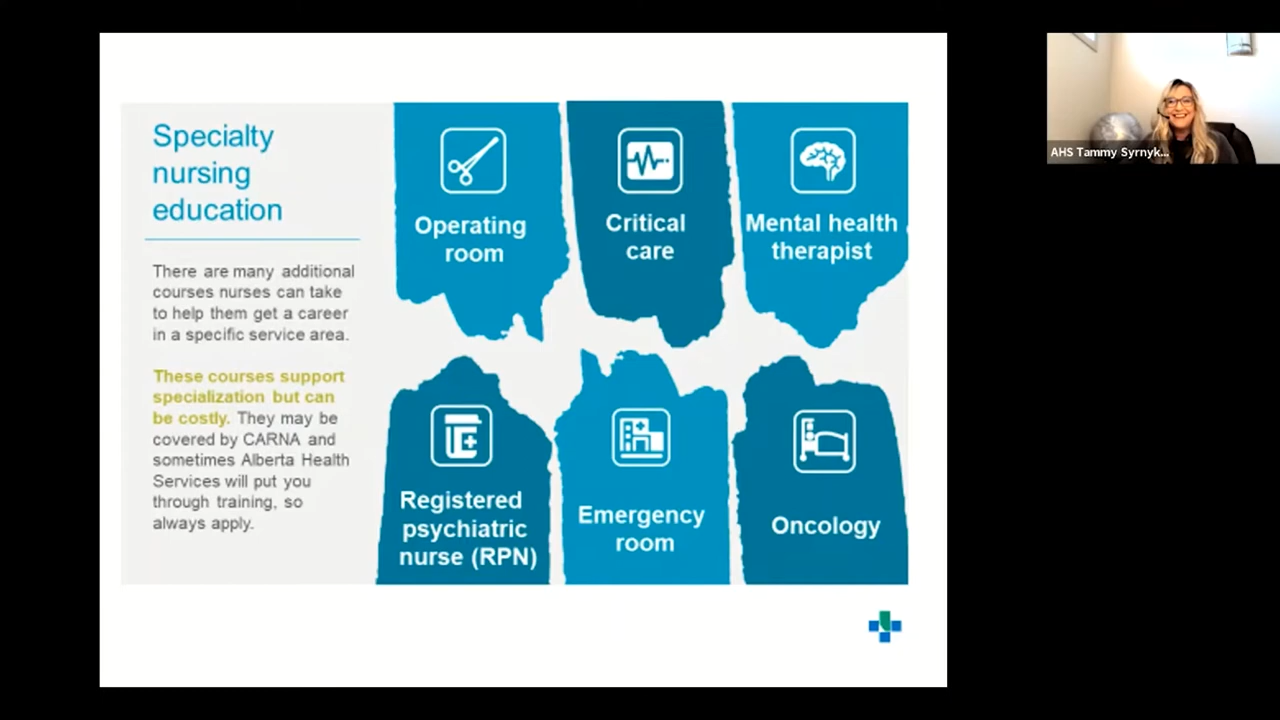 Specialty
nursing
education
There are many additional
courses nurses can take
to help them get a career
in a specific service area.
These courses support
specialization but can
be costly. They may be
covered by CARNA and
sometimes Alberta Health
Services will put you
through training, so
always apply.
Operating
room
Critical
care
Mental health
therapist
Registered
psychiatric
nurse (RPN)
Emergency
room
Oncology
AHS Tammy Syrnyk...